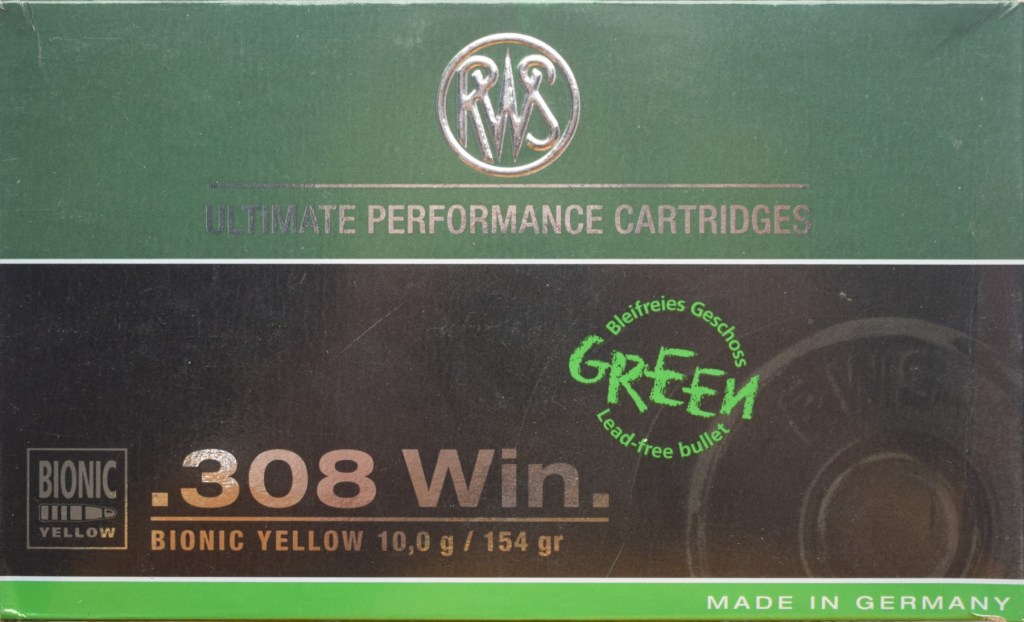 RWS
ULTIMATE PERFORMANCE CARTRIDGES
Bleifreies Geschoss
GREEN
Lead-free bullet
BIONIC
YELLOW
.308 Win.
BIONIC YELLOW 10,0 g / 154 gr
RWS
MADE IN GERMANY